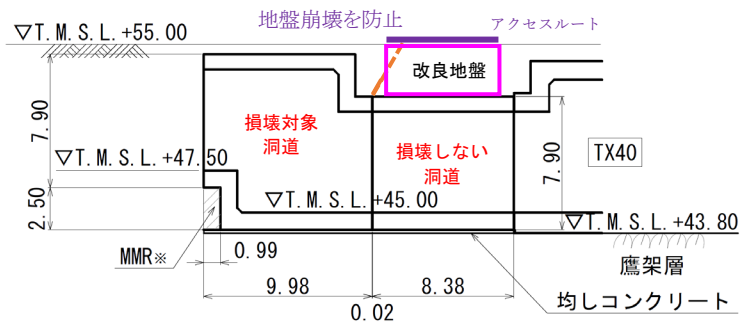 地盤崩壊を防止
アクセスルート
▽T.M.S.L.+55.00
改良地盤
7.90
損壊対象
洞道
損壊しない
洞道
7.90
TX40
▽T.M.S.L.+47.50
2.50
▽T.M.S.L.+45.00
▽T.M.S.L.+43.80
MMR※
0.99
鷹架層
9.98
8.38
均しコンクリート
0.02